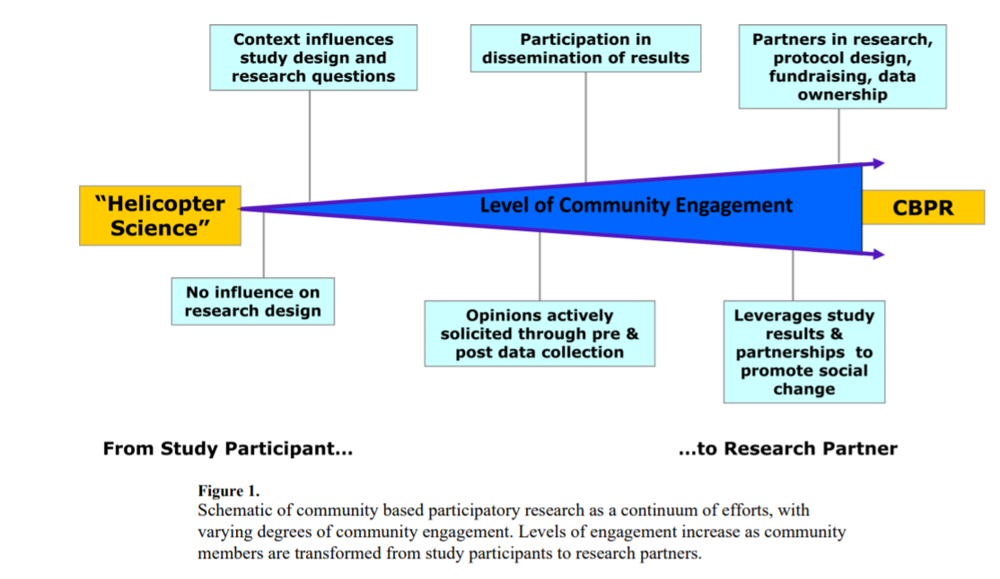 Context influences
study design and
research questions
Participation in
dissemination of results
Partners in research,
protocol design,
fundraising, data
ownership
“Helicopter
Science”
Level of Community Engagement
CBPR
No influence on
research design
Opinions actively
solicited through pre &
post data collection
Leverages study
results &
partnerships to
promote social
change
From Study Participant...
...to Research Partner
Figure 1.
Schematic of community based participatory research as a continuum of efforts, with
varying degrees of community engagement. Levels of engagement increase as community
members are transformed from study participants to research partners.